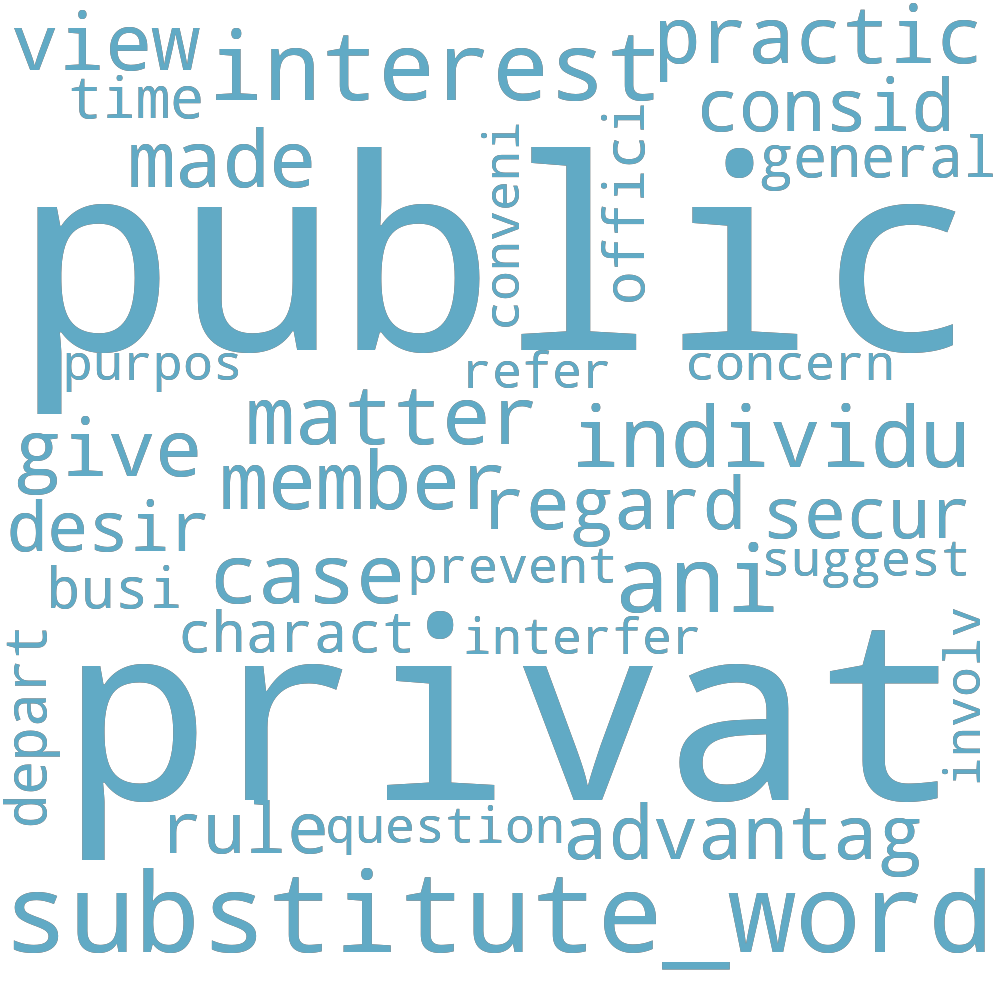 view
interest
practic
time
consid
made
conveni
offici
general
public
purpos
refer
concern
matter
individu
give
member
regard
secur
desir
case
prevent
ani
suggest
busi
charact
interfer
involv
depart
privat
rule
question
advantag
substitute_word